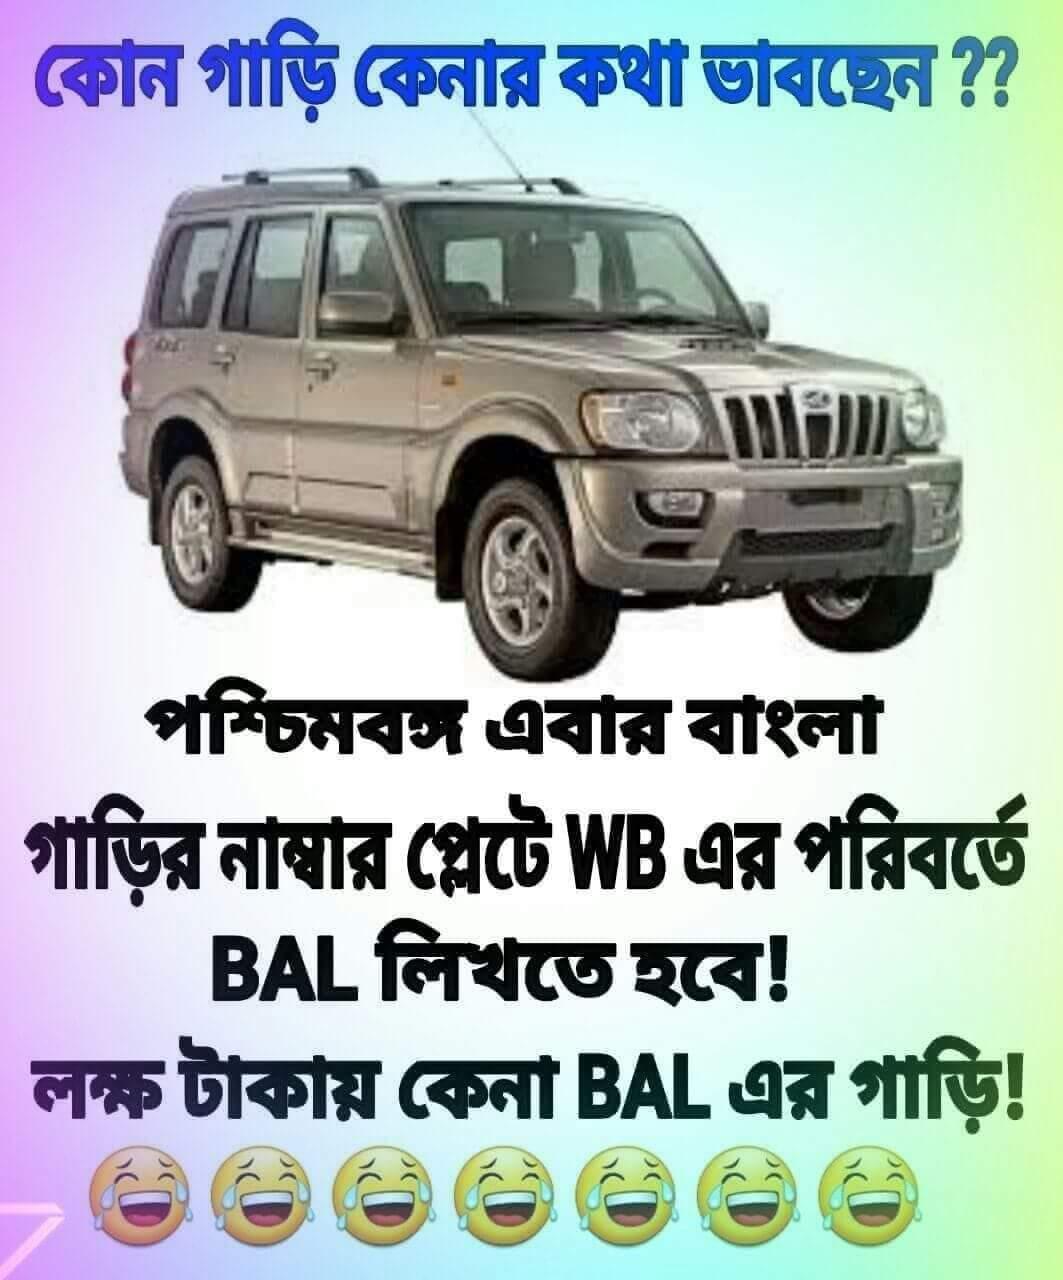 কোন গাড়ি কেনার কথা ভাবছেন ??
পশ্চিমবঙ্গ এবার বাংলা
গাড়ির নাম্বার প্লেটে WB এর পরিবর্তে
BAL লিখতে হবে!
লক্ষ টাকায় কেনা BAL এর গাড়ি!